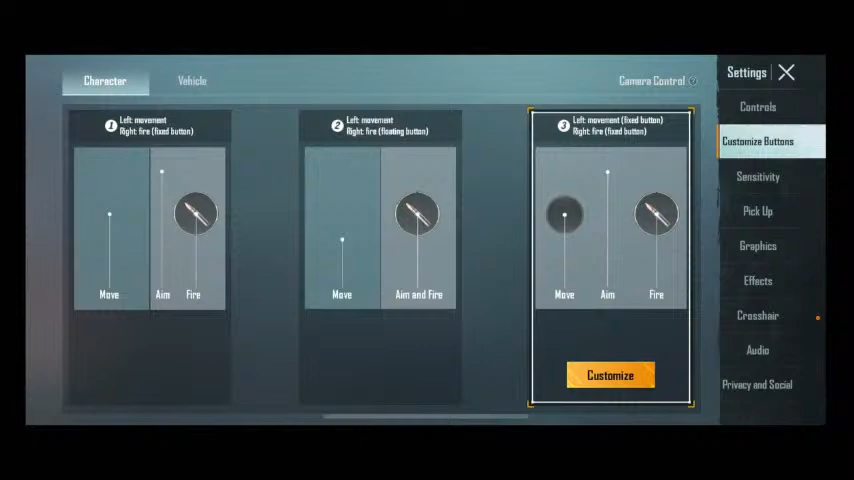 Character
Vehicle
Camera Control ?
Settings
1 Left: movement
Right: fire (fixed button)
Move
Aim
Fire
2 Left: movement
Right: fire (floating button)
Move
Aim and Fire
3 Left: movement (fixed button)
Right: fire (fixed button)
Move
Aim
Fire
Customize
Controls
Customize Buttons
Sensitivity
Pick Up
Graphics
Effects
Crosshair
Audio
Privacy and Social